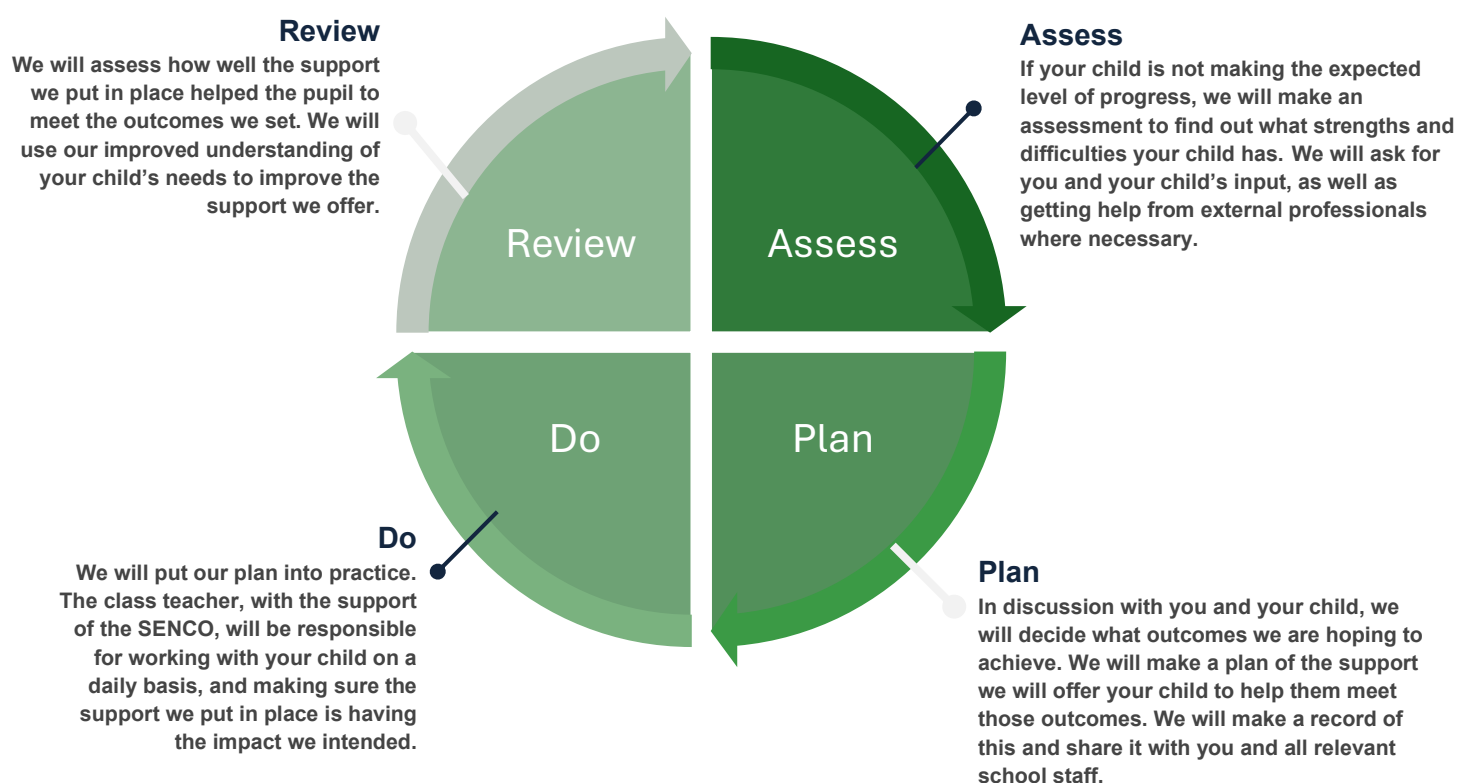 Review
We will assess how well the support
we put in place helped the pupil to
meet the outcomes we set. We will
use our improved understanding of
your child’s needs to improve the
support we offer.
Assess
If your child is not making the expected
level of progress, we will make an
assessment to find out what strengths and
difficulties your child has. We will ask for
you and your child’s input, as well as
getting help from external professionals
where necessary.
Review
Assess
Do
Plan
Do
We will put our plan into practice.
The class teacher, with the support
of the SENCO, will be responsible
for working with your child on a
daily basis, and making sure the
support we put in place is having
the impact we intended.
Plan
In discussion with you and your child, we
will decide what outcomes we are hoping to
achieve. We will make a plan of the support
we will offer your child to help them meet
those outcomes. We will make a record of
this and share it with you and all relevant
school staff.